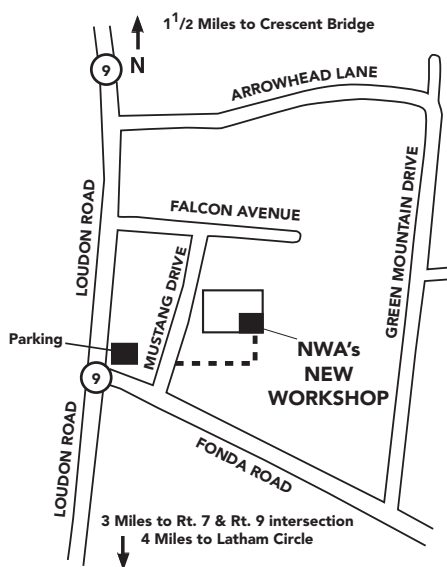 1 1/2 Miles to Crescent Bridge
9
N
ARROWHEAD LANE
LOUDON ROAD
FALCON AVENUE
GREEN MOUNTAIN DRIVE
MUSTANG DRIVE
Parking
NWA's
NEW
WORKSHOP
9
LOUDON ROAD
FONDA ROAD
3 Miles to Rt. 7 & Rt. 9 intersection
4 Miles to Latham Circle